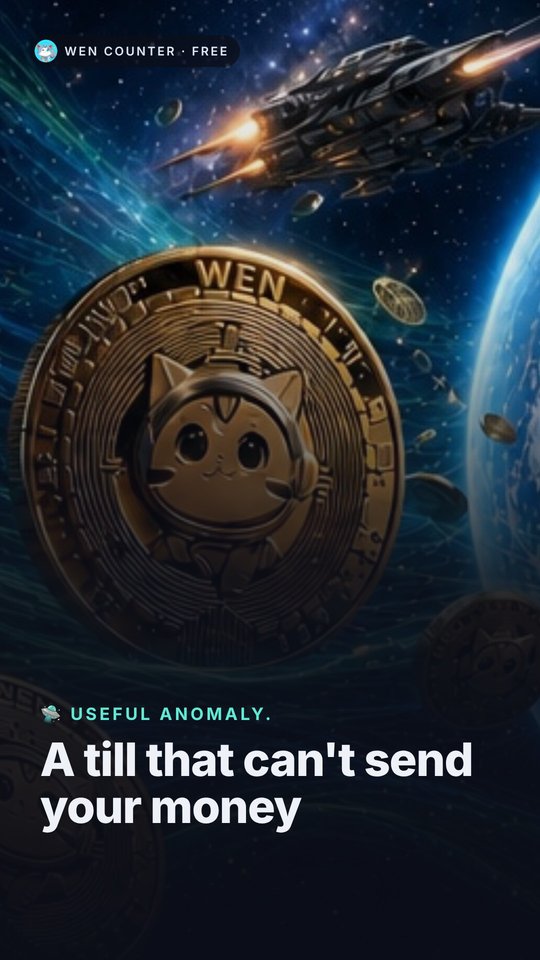 WEN COUNTER · FREE
WEN
USEFUL ANOMALY.
A till that can't send
your money